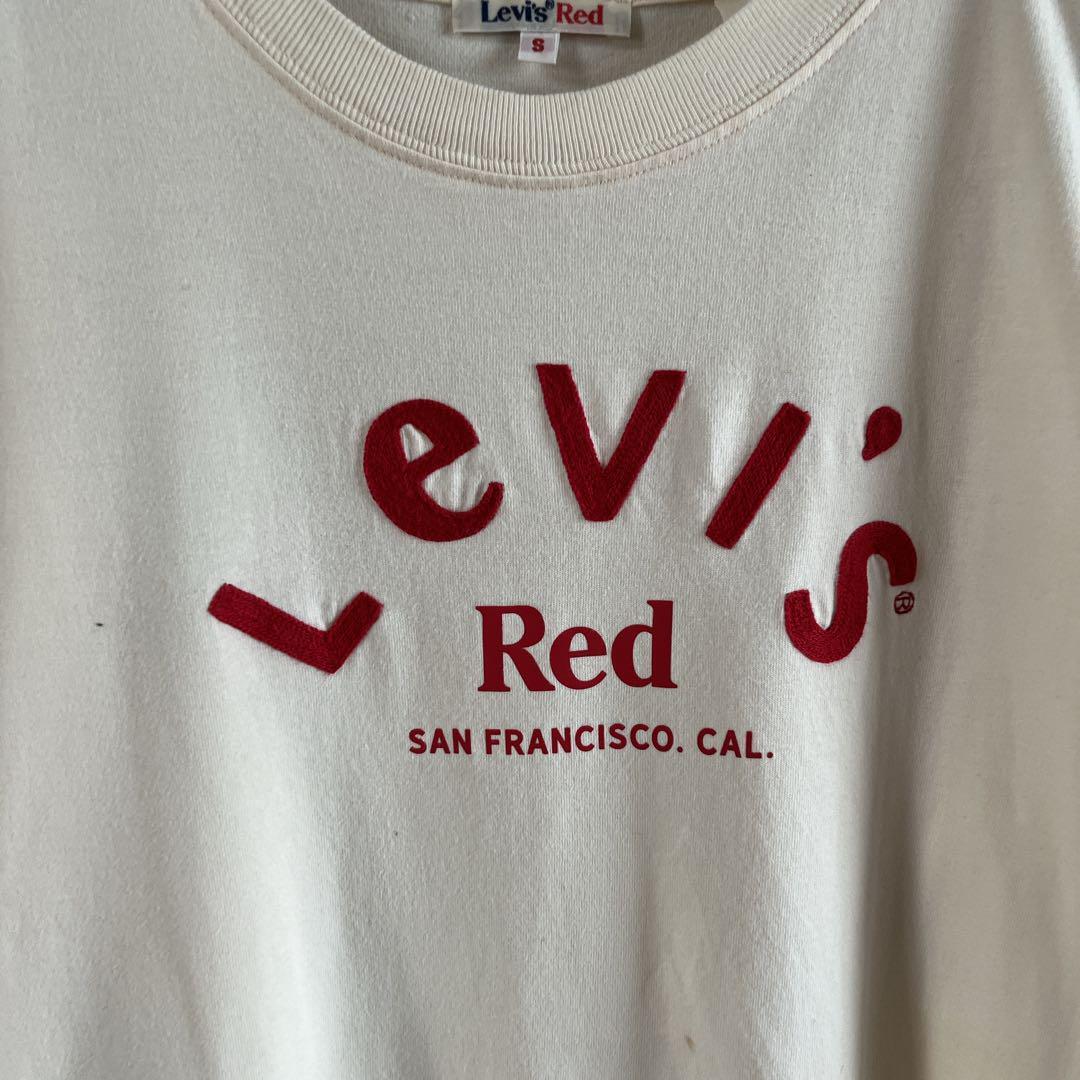 Levi's® Red
S
LeVI's®
Red
SAN FRANCISCO. CAL.